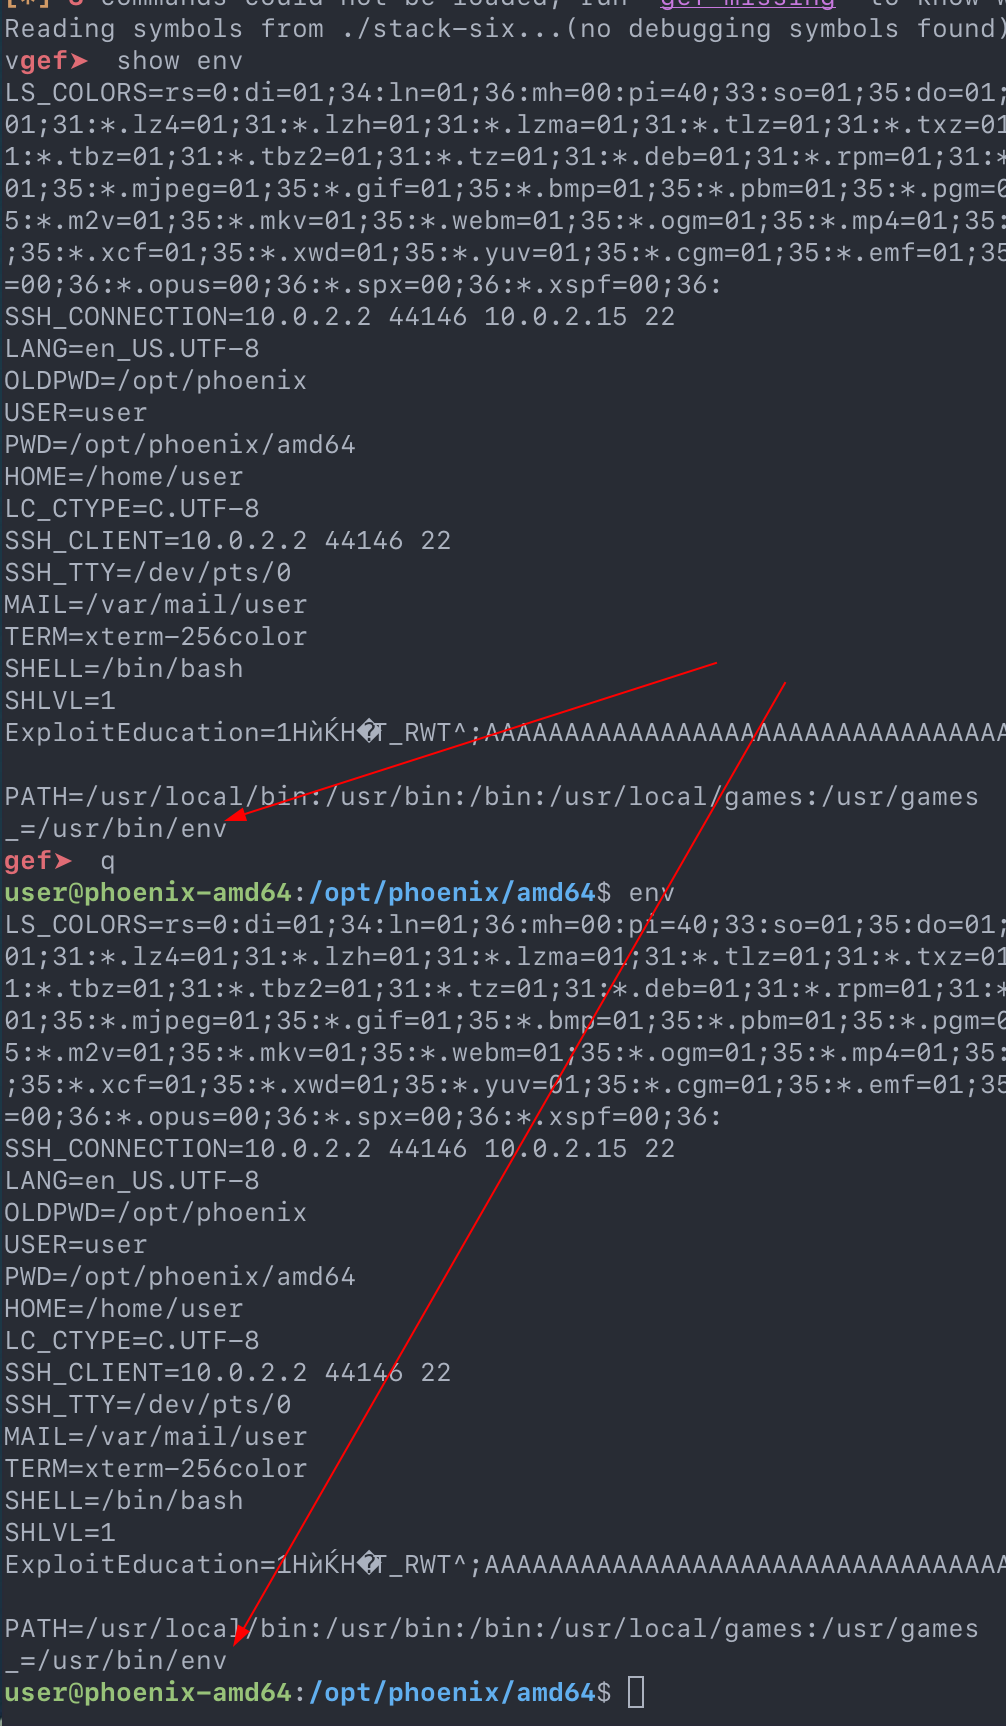 [*] 3 commands could not be loaded, run `gef missing` to know
Reading symbols from ./stack-six...(no debugging symbols found)
vgef➤  show env
LS_COLORS=rs=0:di=01;34:ln=01;36:mh=00:pi=40;33:so=01;35:do=01;
01;31:*.lz4=01;31:*.lzh=01;31:*.lzma=01;31:*.tlz=01;31:*.txz=01
1:*.tbz=01;31:*.tbz2=01;31:*.tz=01;31:*.deb=01;31:*.rpm=01;31:*
01;35:*.mjpeg=01;35:*.gif=01;35:*.bmp=01;35:*.pbm=01;35:*.pgm=0
5:*.m2v=01;35:*.mkv=01;35:*.webm=01;35:*.ogm=01;35:*.mp4=01;35:
;35:*.xcf=01;35:*.xwd=01;35:*.yuv=01;35:*.cgm=01;35:*.emf=01;35
=00;36:*.opus=00;36:*.spx=00;36:*.xspf=00;36:
SSH_CONNECTION=10.0.2.2 44146 10.0.2.15 22
LANG=en_US.UTF-8
OLDPWD=/opt/phoenix
USER=user
PWD=/opt/phoenix/amd64
HOME=/home/user
LC_CTYPE=C.UTF-8
SSH_CLIENT=10.0.2.2 44146 22
SSH_TTY=/dev/pts/0
MAIL=/var/mail/user
TERM=xterm-256color
SHELL=/bin/bash
SHLVL=1
ExploitEducation=1HѝЌH�T_RWT^;AAAAAAAAAAAAAAAAAAAAAAAAAAAAAAAAA
PATH=/usr/local/bin:/usr/bin:/bin:/usr/local/games:/usr/games
_=/usr/bin/env
gef➤  q
user@phoenix-amd64:/opt/phoenix/amd64$ env
LS_COLORS=rs=0:di=01;34:ln=01;36:mh=00:pi=40;33:so=01;35:do=01;
01;31:*.lz4=01;31:*.lzh=01;31:*.lzma=01;31:*.tlz=01;31:*.txz=01
1:*.tbz=01;31:*.tbz2=01;31:*.tz=01;31:*.deb=01;31:*.rpm=01;31:*
01;35:*.mjpeg=01;35:*.gif=01;35:*.bmp=01;35:*.pbm=01;35:*.pgm=0
5:*.m2v=01;35:*.mkv=01;35:*.webm=01;35:*.ogm=01;35:*.mp4=01;35:
;35:*.xcf=01;35:*.xwd=01;35:*.yuv=01;35:*.cgm=01;35:*.emf=01;35
=00;36:*.opus=00;36:*.spx=00;36:*.xspf=00;36:
SSH_CONNECTION=10.0.2.2 44146 10.0.2.15 22
LANG=en_US.UTF-8
OLDPWD=/opt/phoenix
USER=user
PWD=/opt/phoenix/amd64
HOME=/home/user
LC_CTYPE=C.UTF-8
SSH_CLIENT=10.0.2.2 44146 22
SSH_TTY=/dev/pts/0
MAIL=/var/mail/user
TERM=xterm-256color
SHELL=/bin/bash
SHLVL=1
ExploitEducation=1HѝЌH�T_RWT^;AAAAAAAAAAAAAAAAAAAAAAAAAAAAAAAAA
PATH=/usr/local/bin:/usr/bin:/bin:/usr/local/games:/usr/games
_=/usr/bin/env
user@phoenix-amd64:/opt/phoenix/amd64$